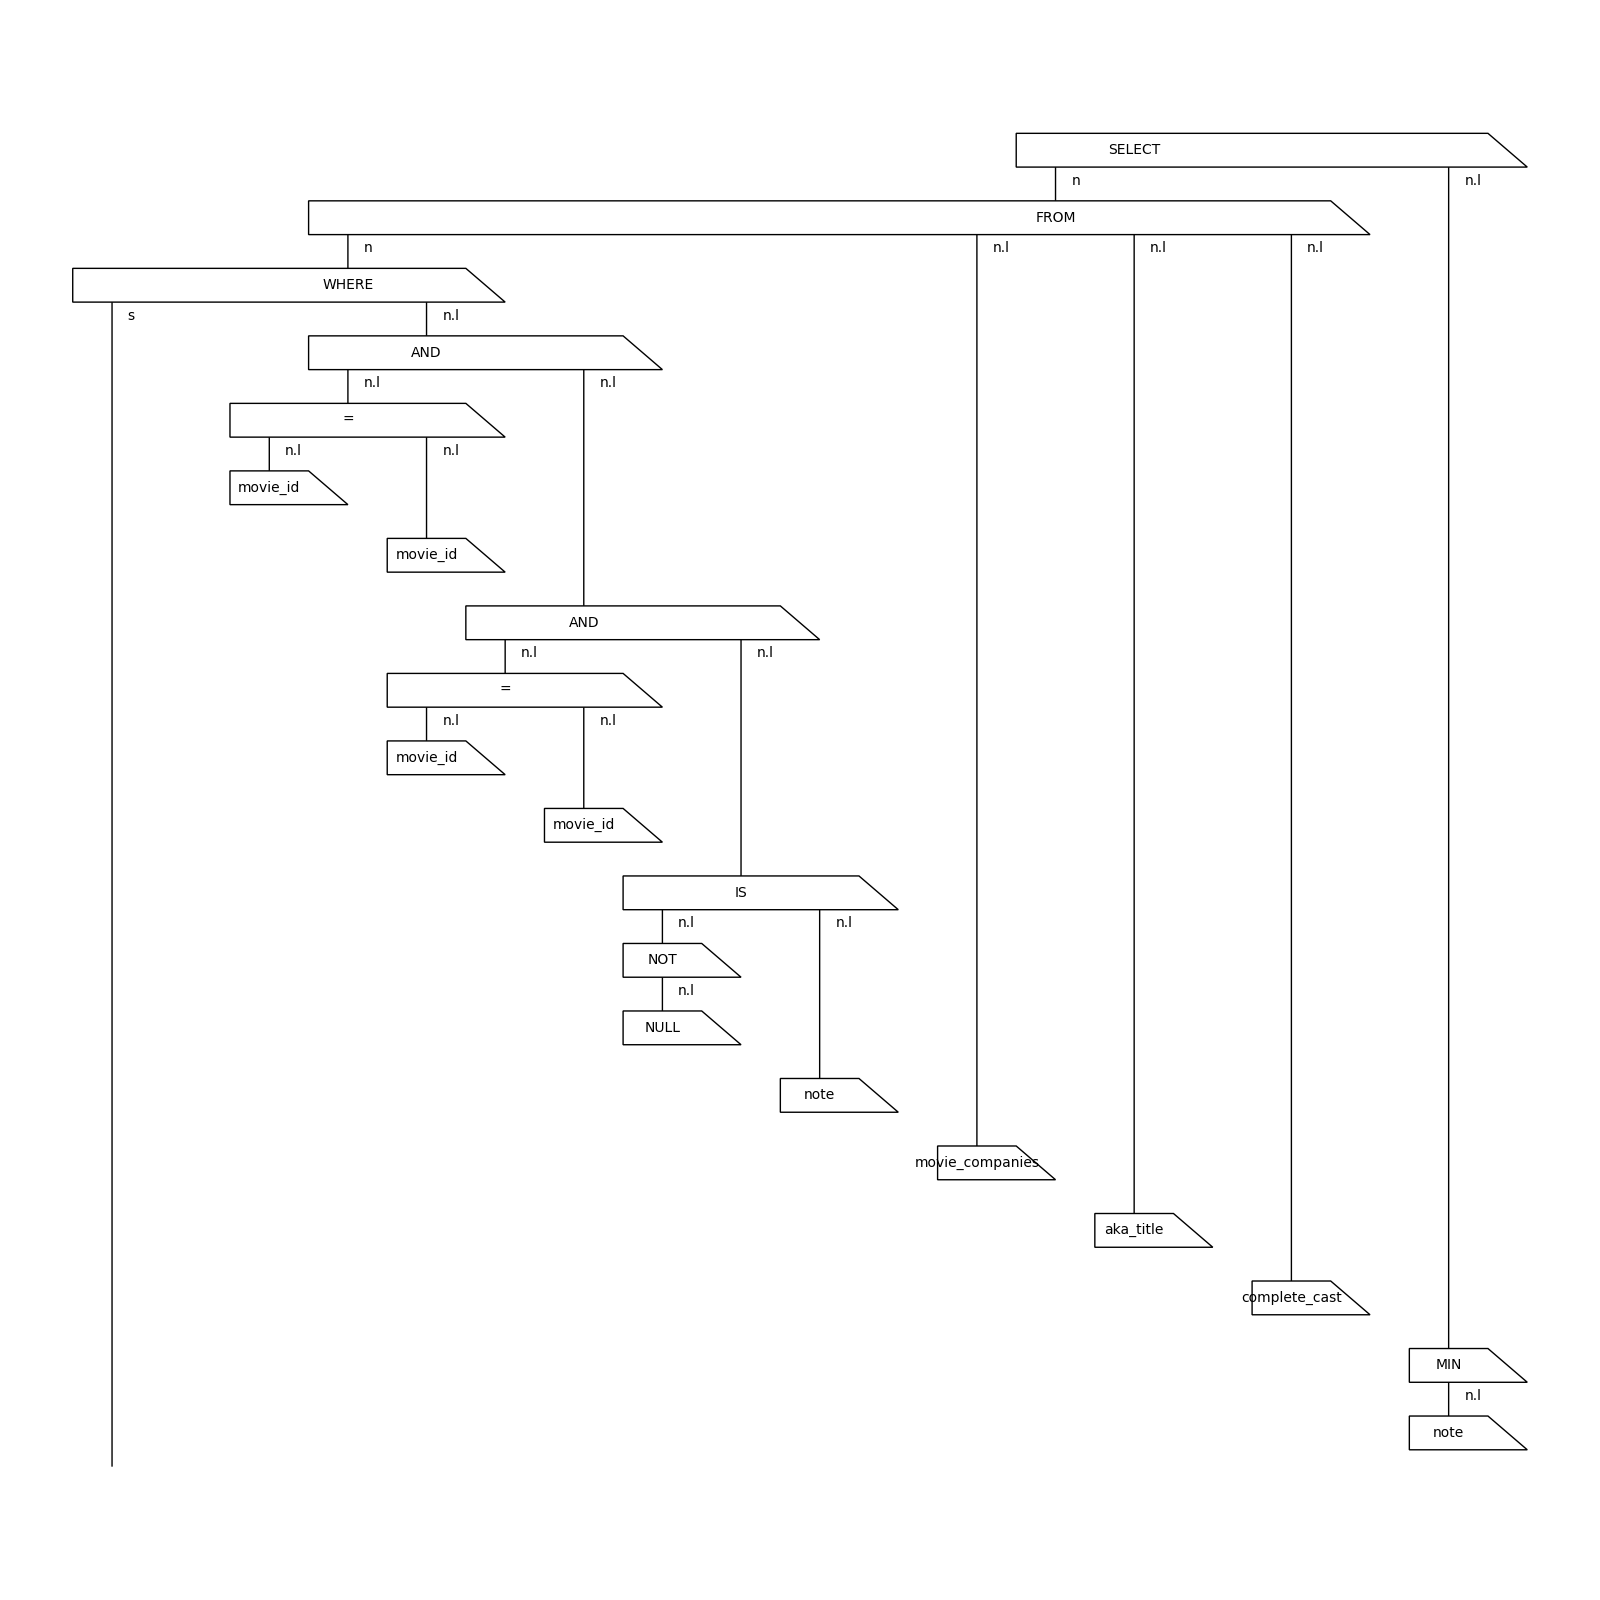 SELECT
n n.l
FROM
n n.l n.l n.l
WHERE
s n.l
AND
n.l n.l
=
n.l n.l
movie_id
movie_id
AND
n.l n.l
=
n.l n.l
movie_id
movie_id
IS
n.l n.l
NOT
n.l
NULL
note
movie_companies
aka_title
complete_cast
MIN
n.l
note